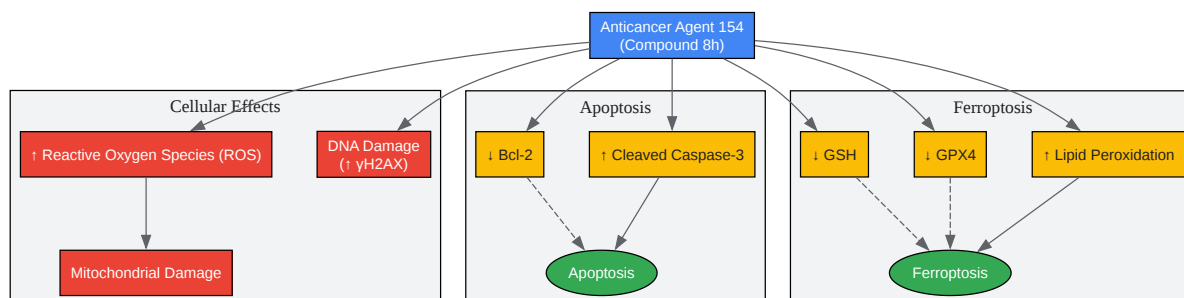 Anticancer Agent 154
(Compound 8h)
Cellular Effects
Apoptosis
Ferroptosis
↑ Reactive Oxygen Species (ROS)
DNA Damage
(↑ γH2AX)
↓ Bcl-2
↑ Cleaved Caspase-3
↓ GSH
↓ GPX4
↑ Lipid Peroxidation
Mitochondrial Damage
Apoptosis
Ferroptosis